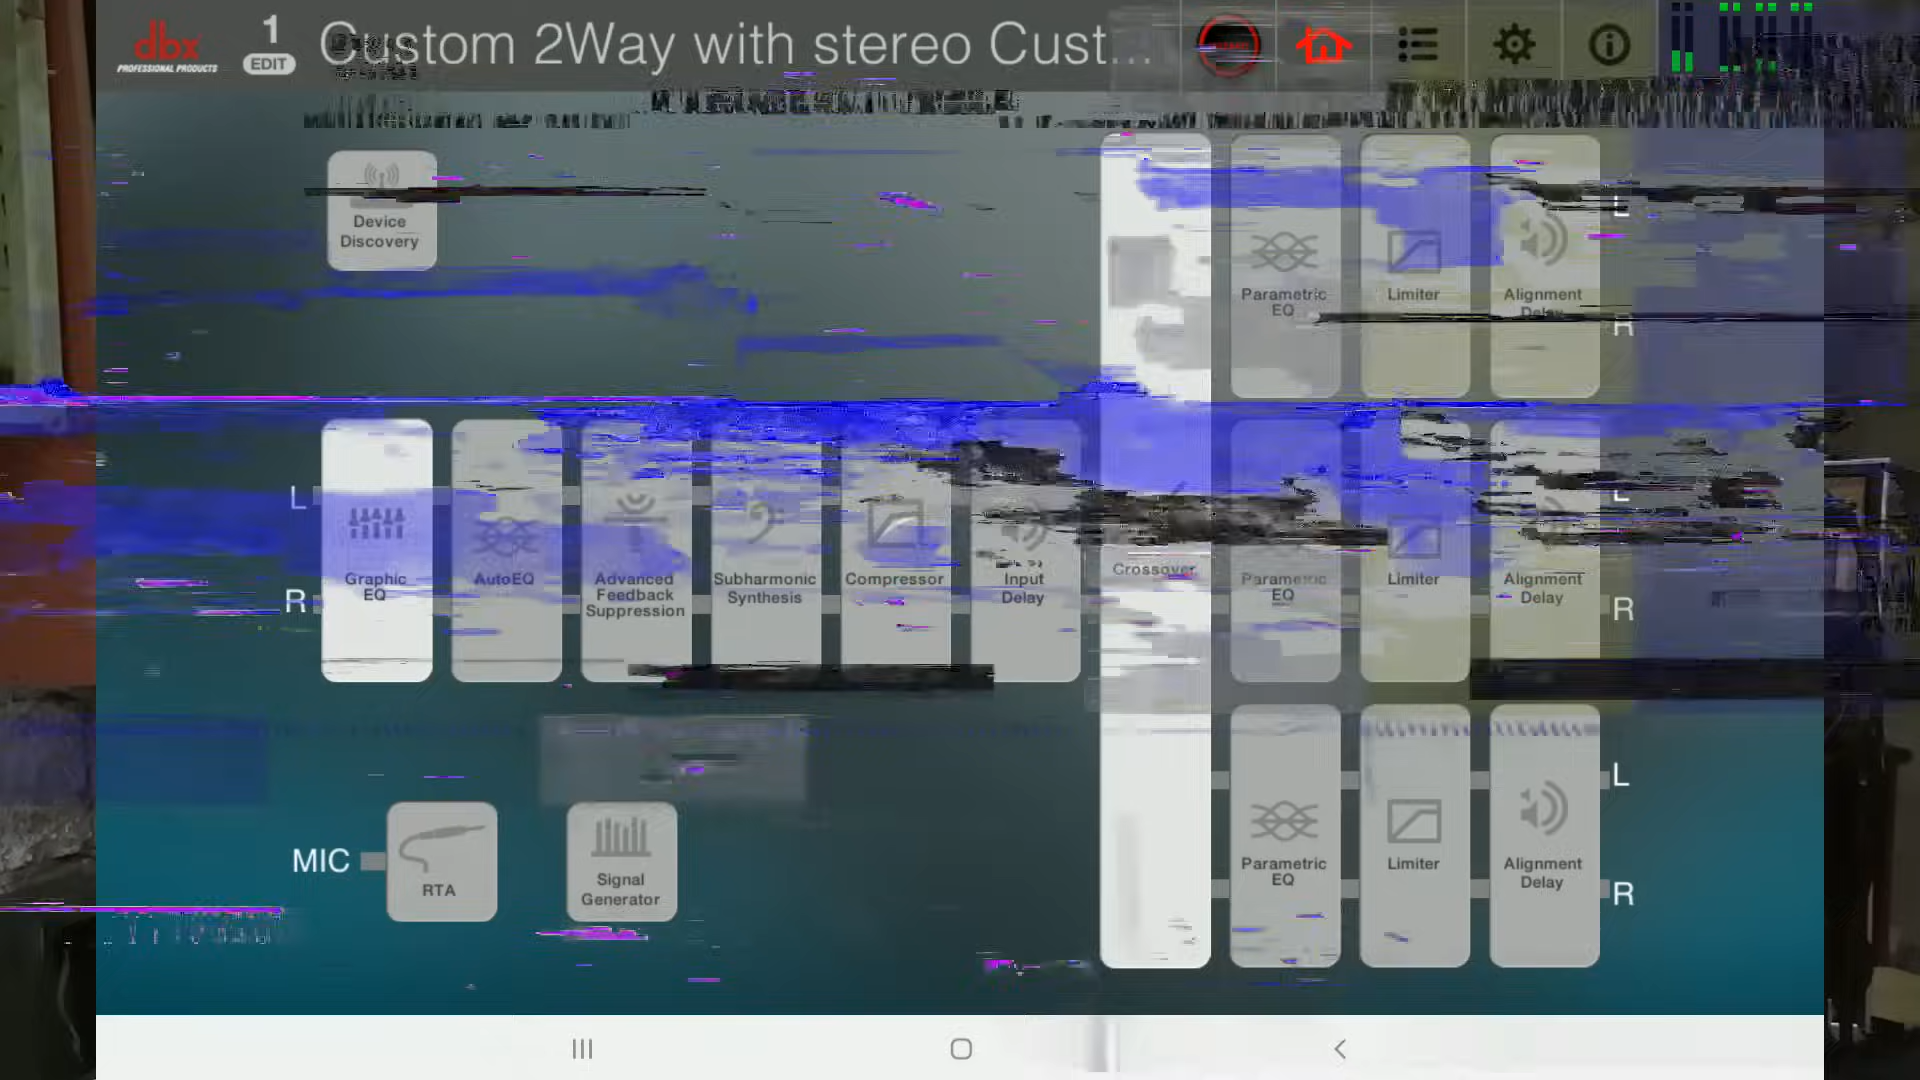 dbx
PROFESSIONAL PRODUCTS
1
EDIT
Custom 2Way with stereo Cust...
Device
Discovery
Parametric
EQ
Limiter
Alignment
Delay
L
R
L
R
Graphic
EQ
AutoEQ
Advanced
Feedback
Suppression
Subharmonic
Synthesis
Compressor
Input
Delay
Crossover
Parametric
EQ
Limiter
Alignment
Delay
L
R
MIC
RTA
Signal
Generator
Parametric
EQ
Limiter
Alignment
Delay
L
R